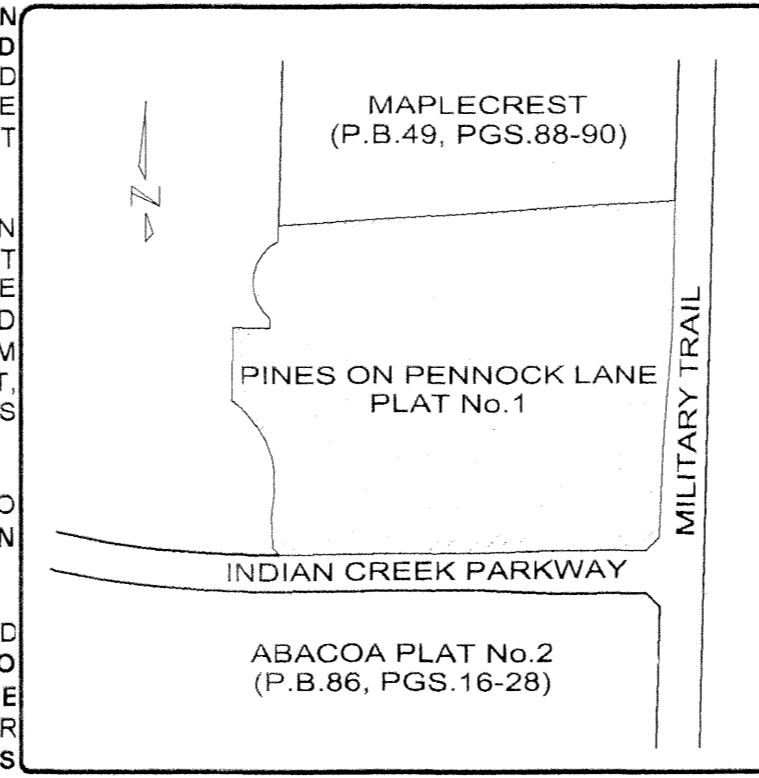 N
D
D
E
T
N
T
E
D
M
T,
S
O
N
D
O
E
R
S
MAPLECREST
(P.B.49, PGS.88-90)
N
PINES ON PENNOCK LANE
PLAT No.1
MILITARY TRAIL
INDIAN CREEK PARKWAY
ABACOA PLAT No.2
(P.B.86, PGS.16-28)